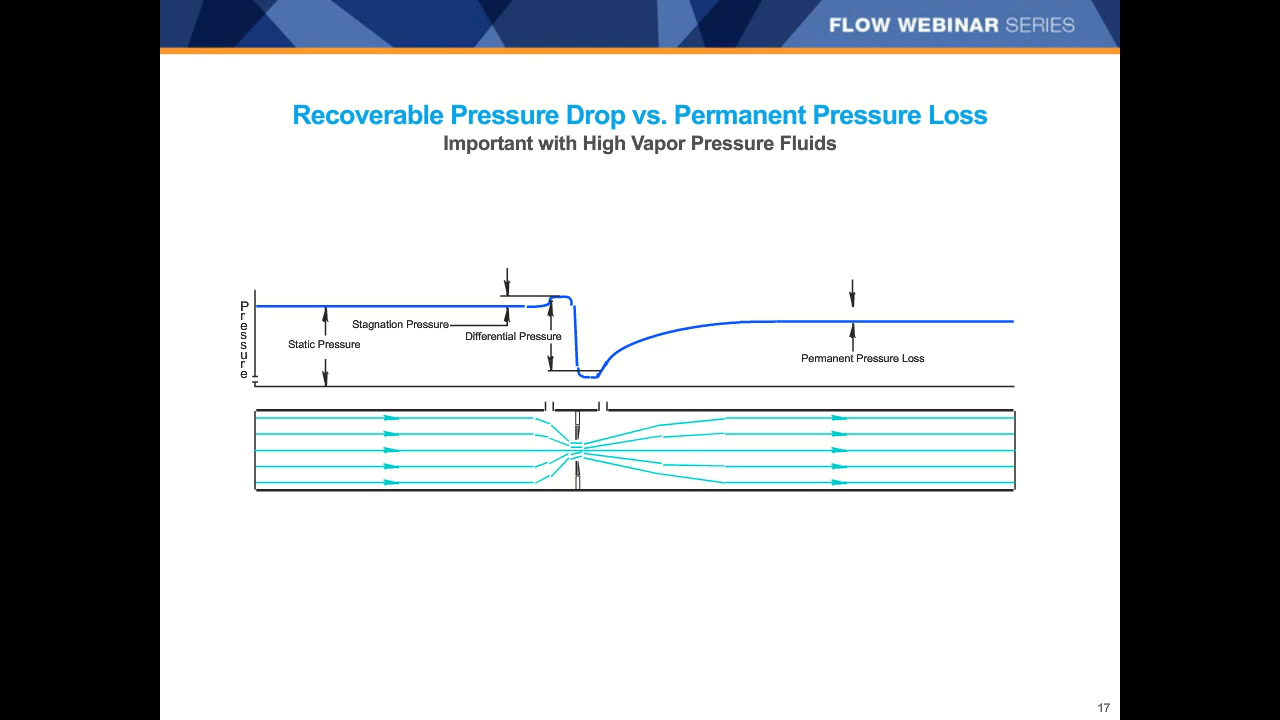 FLOW WEBINAR SERIES
Recoverable Pressure Drop vs. Permanent Pressure Loss
Important with High Vapor Pressure Fluids
Pressure
Stagnation Pressure
Differential Pressure
Static Pressure
Permanent Pressure Loss
17